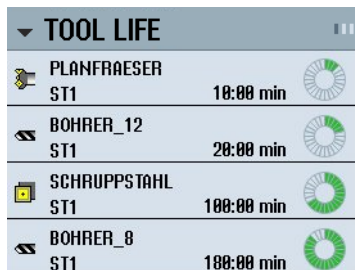 TOOL LIFE
PLANFRAESER
ST1 10:00 min
BOHRER_12
ST1 20:00 min
SCHRUPPSTAHL
ST1 100:00 min
BOHRER_8
ST1 180:00 min